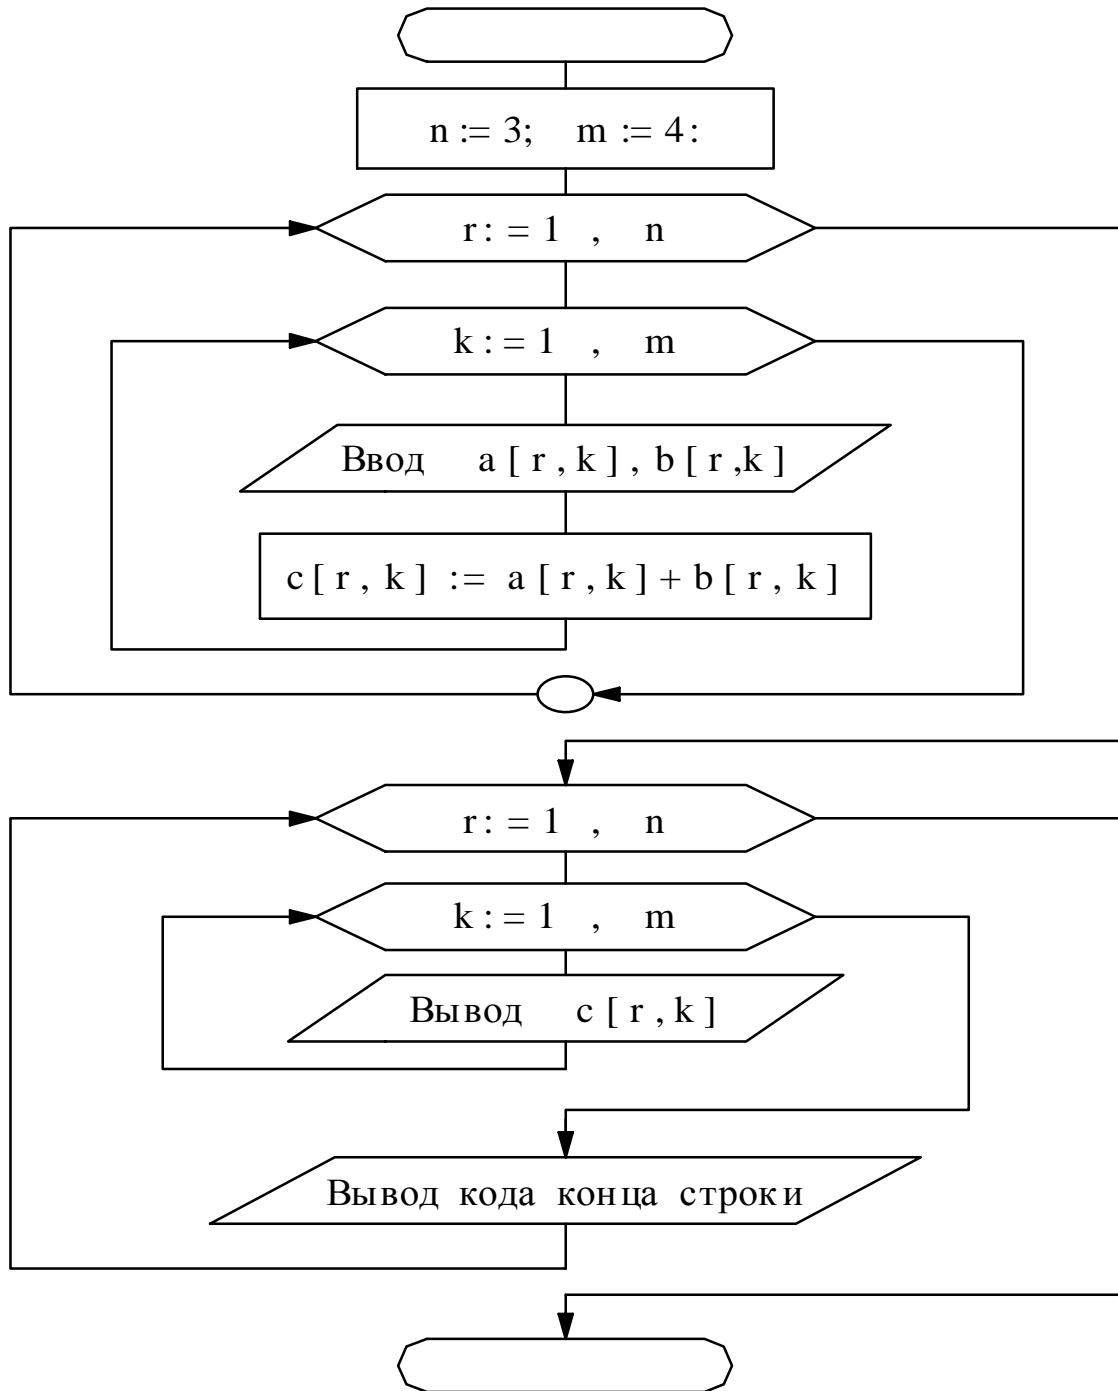 n := 3; m := 4:
r : = 1 , n
k : = 1 , m
Ввод a [ r , k ] , b [ r ,k ]
c [ r , k ] := a [ r , k ] + b [ r , k ]
r : = 1 , n
k : = 1 , m
Вывод c [ r , k ]
Вывод кода конца строки